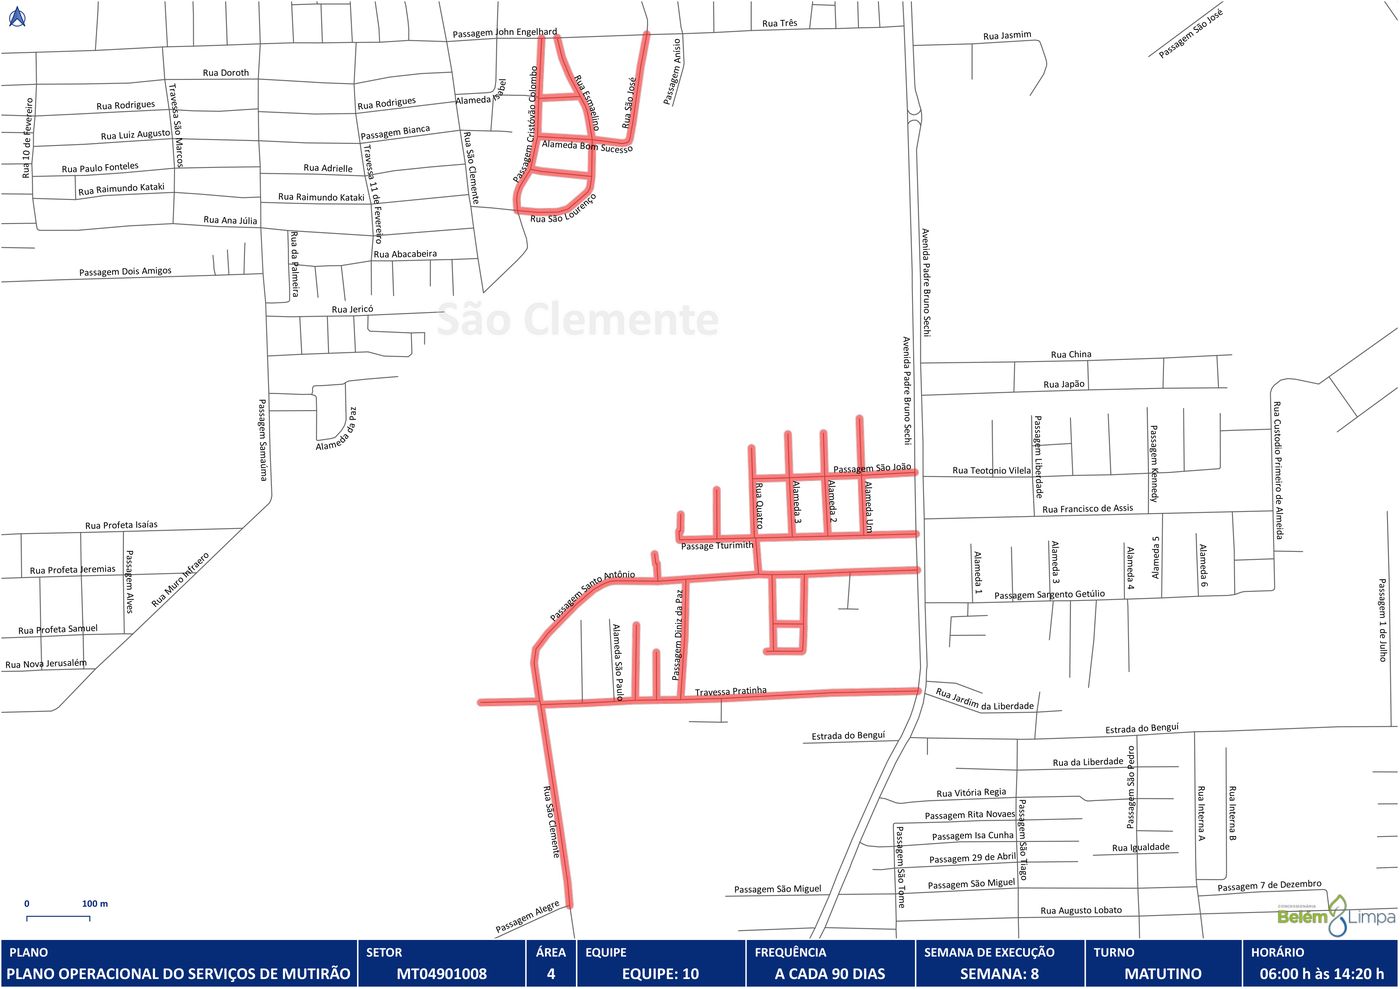 Passagem John Engelhard
Rua Três
Rua Jasmim
Passagem São José
Rua Doroth
Rua 10 de Fevereiro
Rua Rodrigues
Travessa São Marcos
Rua Rodrigues
Alameda Isabel
Passagem Cristóvão Colombo
Rua Esmaelino
Rua São José
Passagem Anisio
Rua Luiz Augusto
Passagem Bianca
Alameda Bom Sucesso
Rua Paulo Fonteles
Rua Adrielle
Travessa 11 de Fevereiro
Rua São Clemente
Rua Raimundo Kataki
Rua Raimundo Kataki
Rua São Lourenço
Rua Ana Júlia
Rua da Palmeira
Rua Abacabeira
Passagem Dois Amigos
Avenida Padre Bruno Sechi
Rua Jericó
São Clemente
Avenida Padre Bruno Sechi
Rua China
Rua Japão
Passagem Samaúma
Alameda da Paz
Passagem Liberdade
Passagem Kennedy
Rua Custodio Primeiro de Almeida
Passagem São João
Rua Teotonio Vilela
Rua Quatro
Alameda 3
Alameda 2
Alameda Um
Rua Francisco de Assis
Rua Profeta Isaías
Passage Tturimith
Alameda 1
Alameda 3
Alameda 4
Alameda 5
Alameda 6
Rua Profeta Jeremias
Passagem Alves
Rua Muro Infraero
Passagem Santo Antônio
Passagem Diniz da Paz
Passagem Sargento Getúlio
Passagem 1 de Julho
Rua Profeta Samuel
Alameda São Paulo
Rua Nova Jerusalém
Travessa Pratinha
Rua Jardim da Liberdade
Estrada do Benguí
Estrada do Benguí
Rua São Clemente
Rua da Liberdade
Passagem São Pedro
Rua Vitória Regia
Rua Interna A
Rua Interna B
Passagem Rita Novaes
Passagem São Tiago
Passagem Isa Cunha
Passagem São Tome
Rua Igualdade
Passagem 29 de Abril
Passagem São Miguel
Passagem São Miguel
Passagem 7 de Dezembro
Passagem Alegre
Rua Augusto Lobato
0 100 m
CONCESSIONÁRIA
Belém Limpa
PLANO
PLANO OPERACIONAL DO SERVIÇOS DE MUTIRÃO
SETOR
MT04901008
ÁREA
4
EQUIPE
EQUIPE: 10
FREQUÊNCIA
A CADA 90 DIAS
SEMANA DE EXECUÇÃO
SEMANA: 8
TURNO
MATUTINO
HORÁRIO
06:00 h às 14:20 h